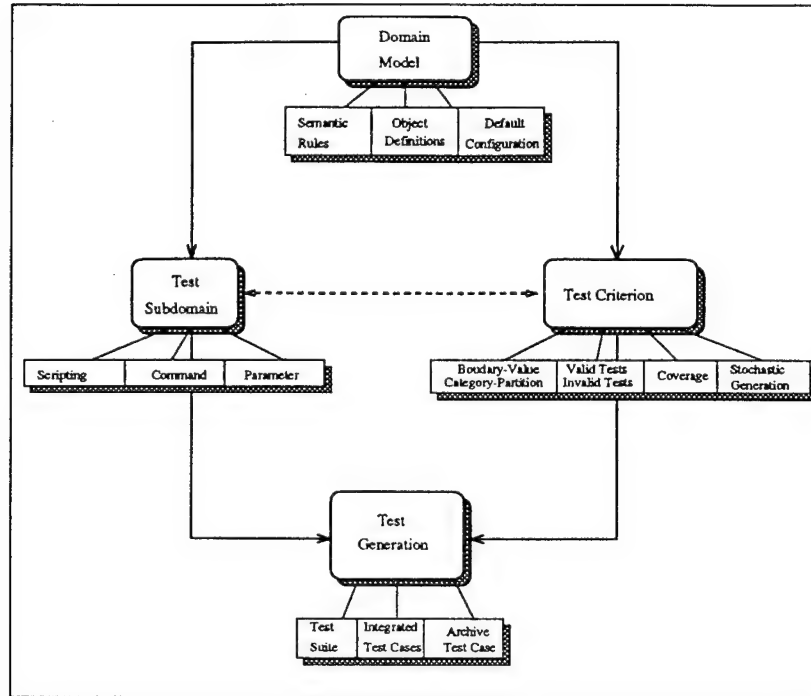 Domain
Model
Semantic
Rules
Object
Definitions
Default
Configuration
Test
Subdomain
Test Criterion
Scripting
Command
Parameter
Boudary-Value
Category-Partition
Valid Tests
Invalid Tests
Coverage
Stochastic
Generation
Test
Generation
Test
Suite
Integrated
Test Cases
Archive
Test Case